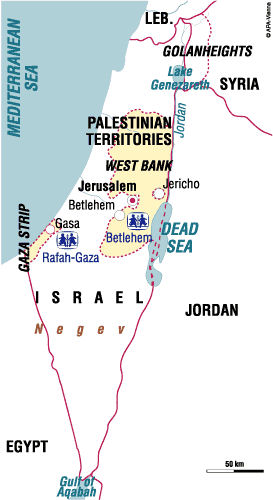 LEB.
© APA-Vienna
MEDITERRANEAN
SEA
GOLANHEIGHTS
Lake
Genezareth
SYRIA
Jordan
PALESTINIAN
TERRITORIES
WEST BANK
Jerusalem
Jericho
Betlehem
GAZA STRIP
Gasa
Betlehem
DEAD
SEA
Rafah-Gaza
ISRAEL
JORDAN
Negev
EGYPT
50 km
Gulf of
Aqabah